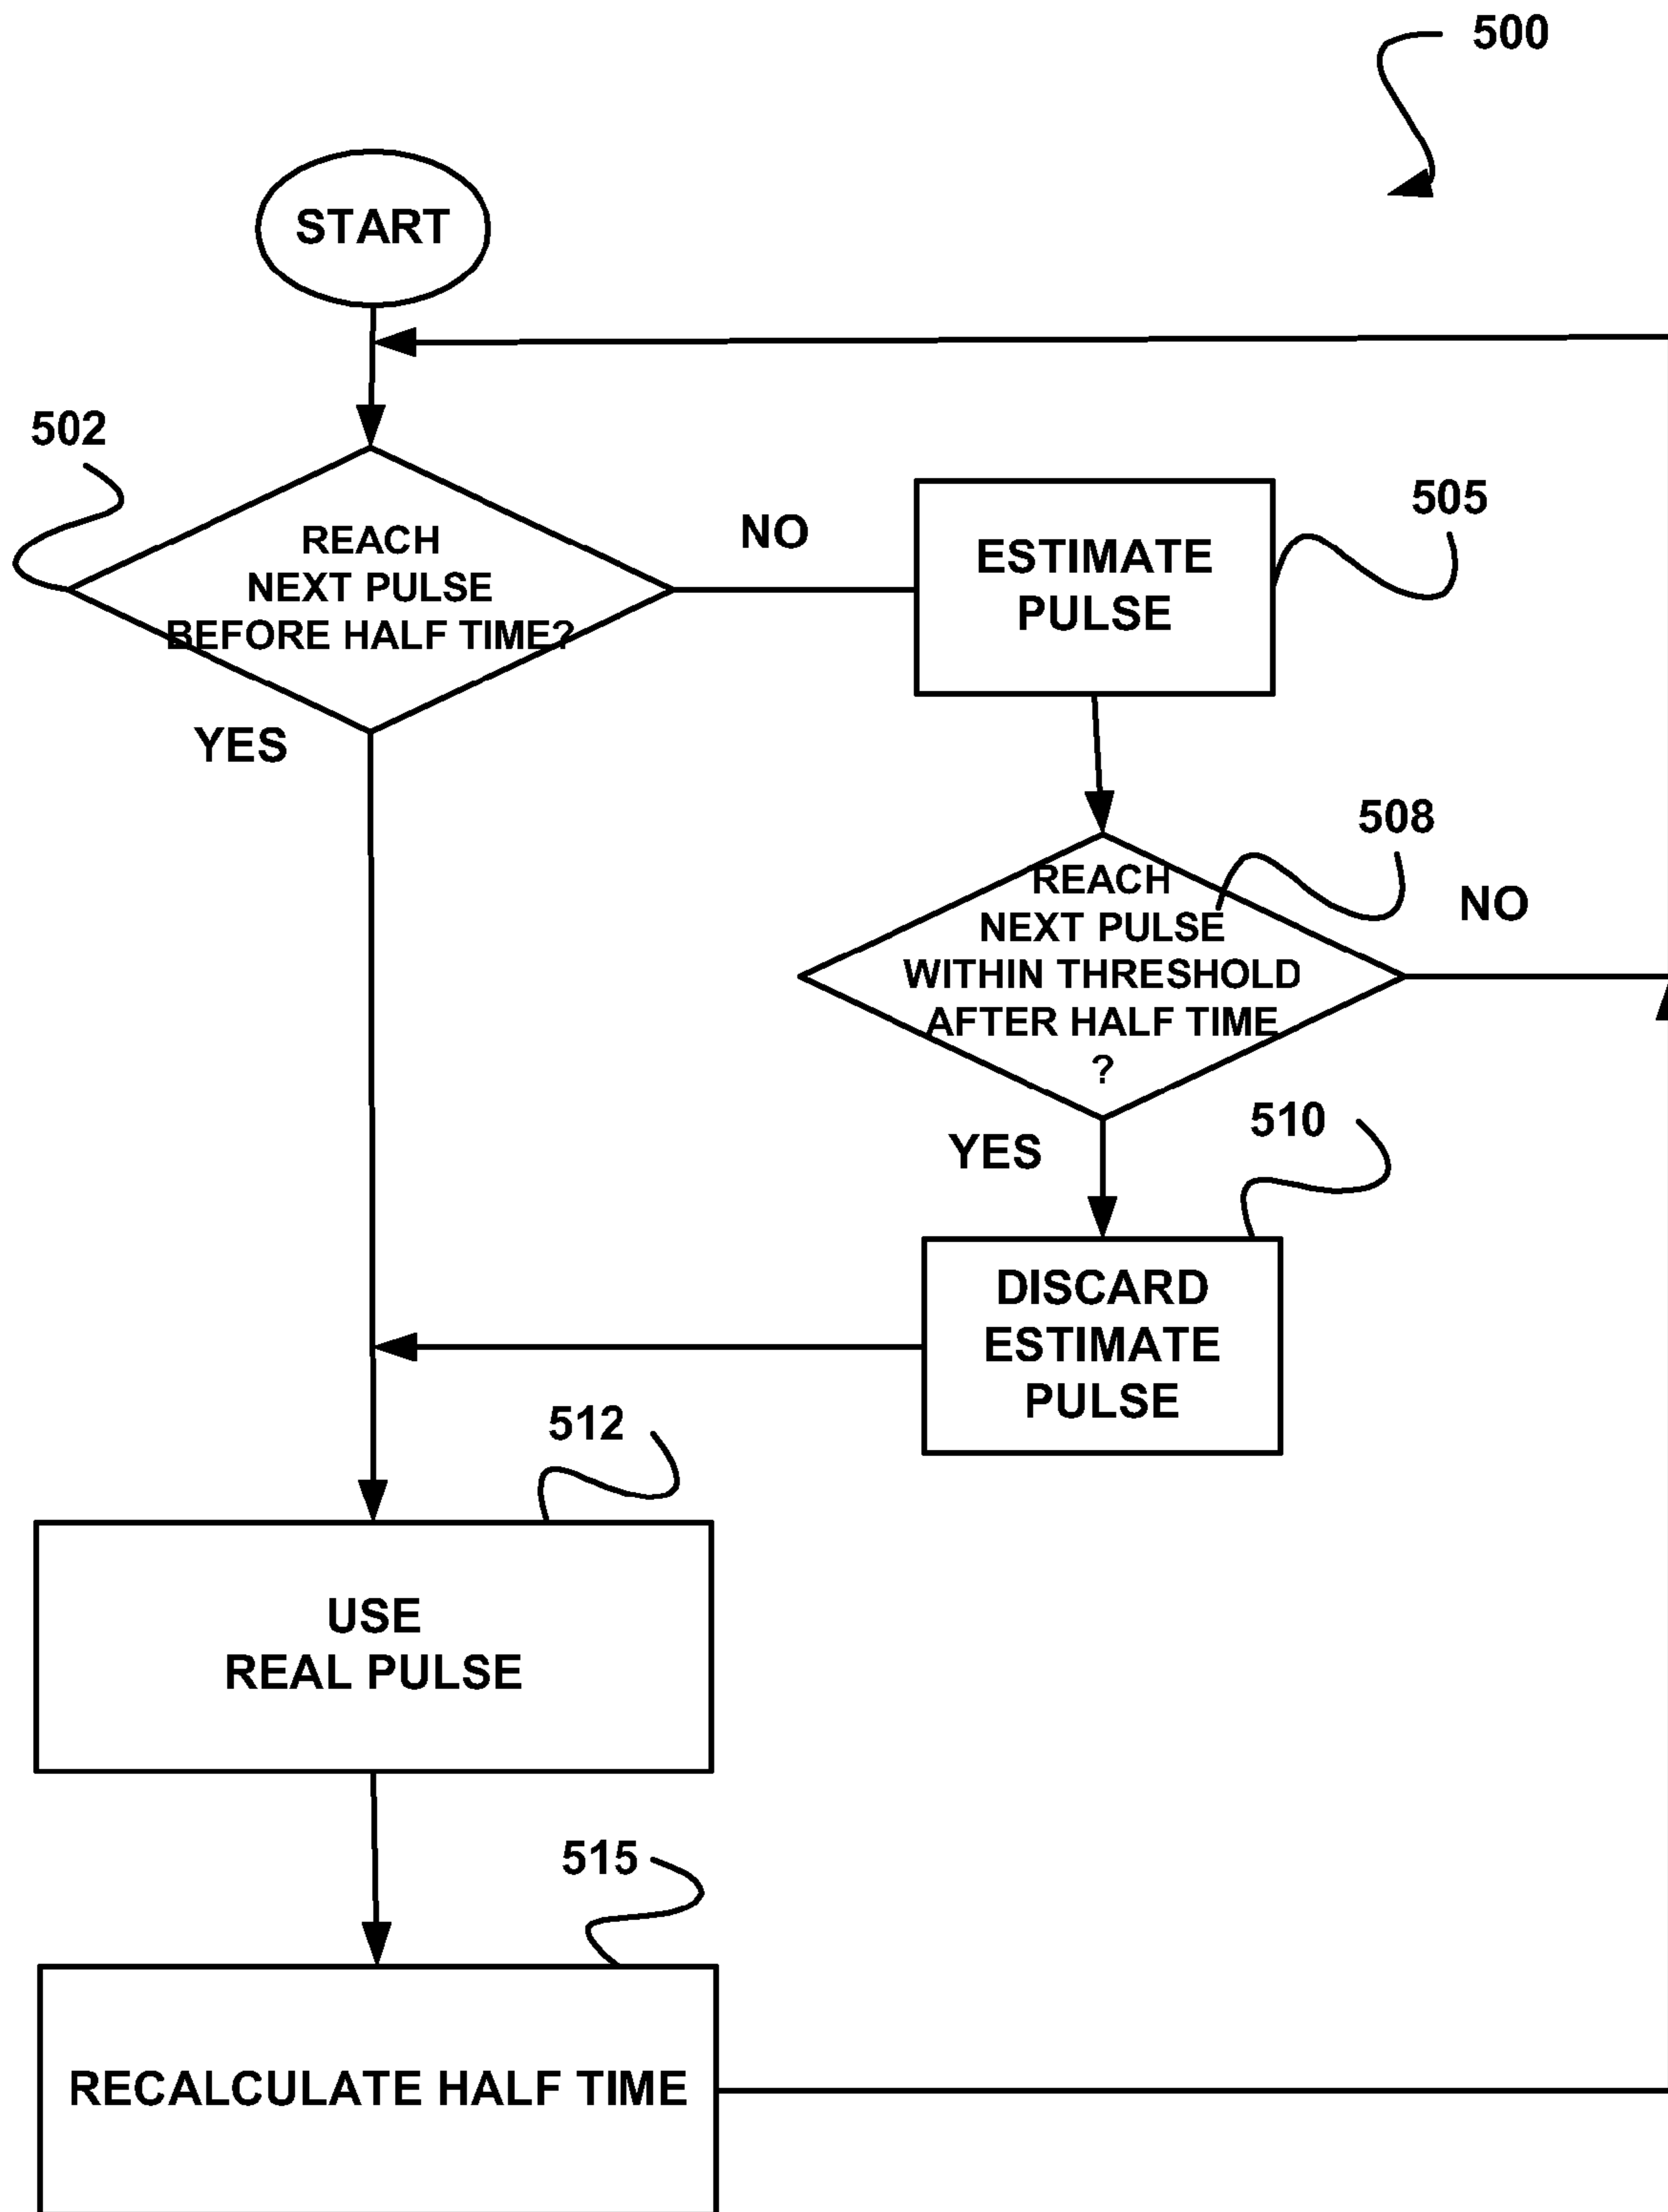 500
START
502
REACH
NEXT PULSE
BEFORE HALF TIME?
NO
ESTIMATE
PULSE
505
YES
508
REACH
NEXT PULSE
WITHIN THRESHOLD
AFTER HALF TIME
?
NO
YES
510
DISCARD
ESTIMATE
PULSE
512
USE
REAL PULSE
515
RECALCULATE HALF TIME